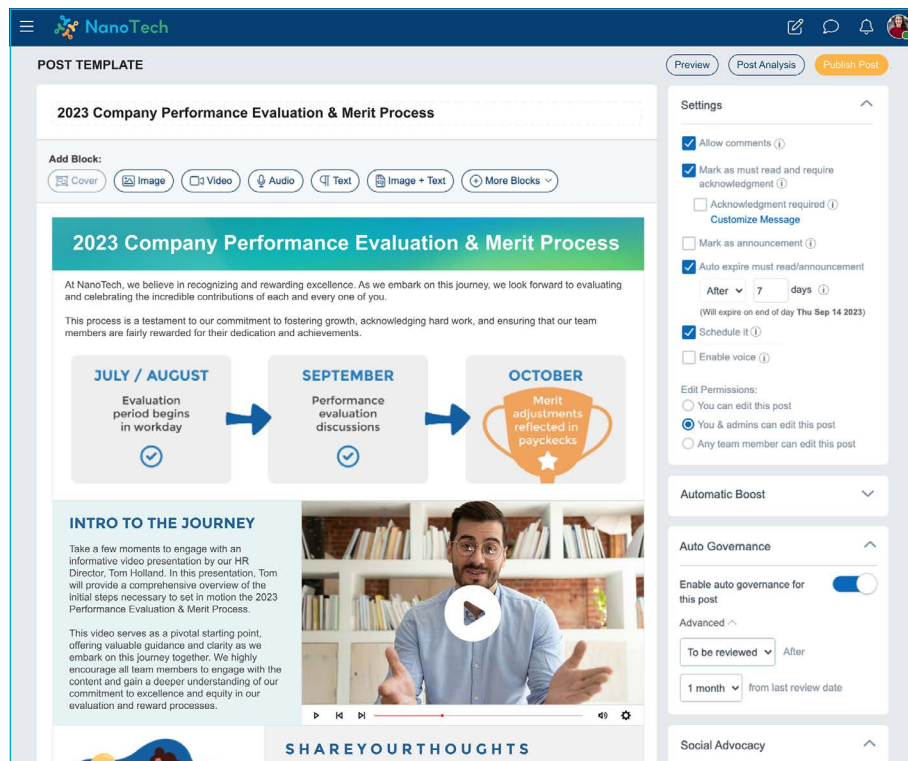 NanoTech
POST TEMPLATE
Preview
Post Analysis
Publish Post
2023 Company Performance Evaluation & Merit Process
Add Block:
Cover
Image
Video
Audio
Text
Image + Text
More Blocks
2023 Company Performance Evaluation & Merit Process
At NanoTech, we believe in recognizing and rewarding excellence. As we embark on this journey, we look forward to evaluating
and celebrating the incredible contributions of each and every one of you.
This process is a testament to our commitment to fostering growth, acknowledging hard work, and ensuring that our team
members are fairly rewarded for their dedication and achievements.
JULY / AUGUST
Evaluation
period begins
in workday
SEPTEMBER
Performance
evaluation
discussions
OCTOBER
Merit
adjustments
reflected in
payckecks
INTRO TO THE JOURNEY
Take a few moments to engage with an
informative video presentation by our HR
Director, Tom Holland. In this presentation, Tom
will provide a comprehensive overview of the
initial steps necessary to set in motion the 2023
Performance Evaluation & Merit Process.
This video serves as a pivotal starting point,
offering valuable guidance and clarity as we
embark on this journey together. We highly
encourage all team members to engage with the
content and gain a deeper understanding of our
commitment to excellence and equity in our
evaluation and reward processes.
SHAREYOURTHOUGHTS
Settings
Allow comments
Mark as must read and require
acknowledgment
Acknowledgment required
Customize Message
Mark as announcement
Auto expire must read/announcement
After 7 days
(Will expire on end of day Thu Sep 14 2023)
Schedule it
Enable voice
Edit Permissions:
You can edit this post
You & admins can edit this post
Any team member can edit this post
Automatic Boost
Auto Governance
Enable auto governance for
this post
Advanced
To be reviewed After
1 month from last review date
Social Advocacy